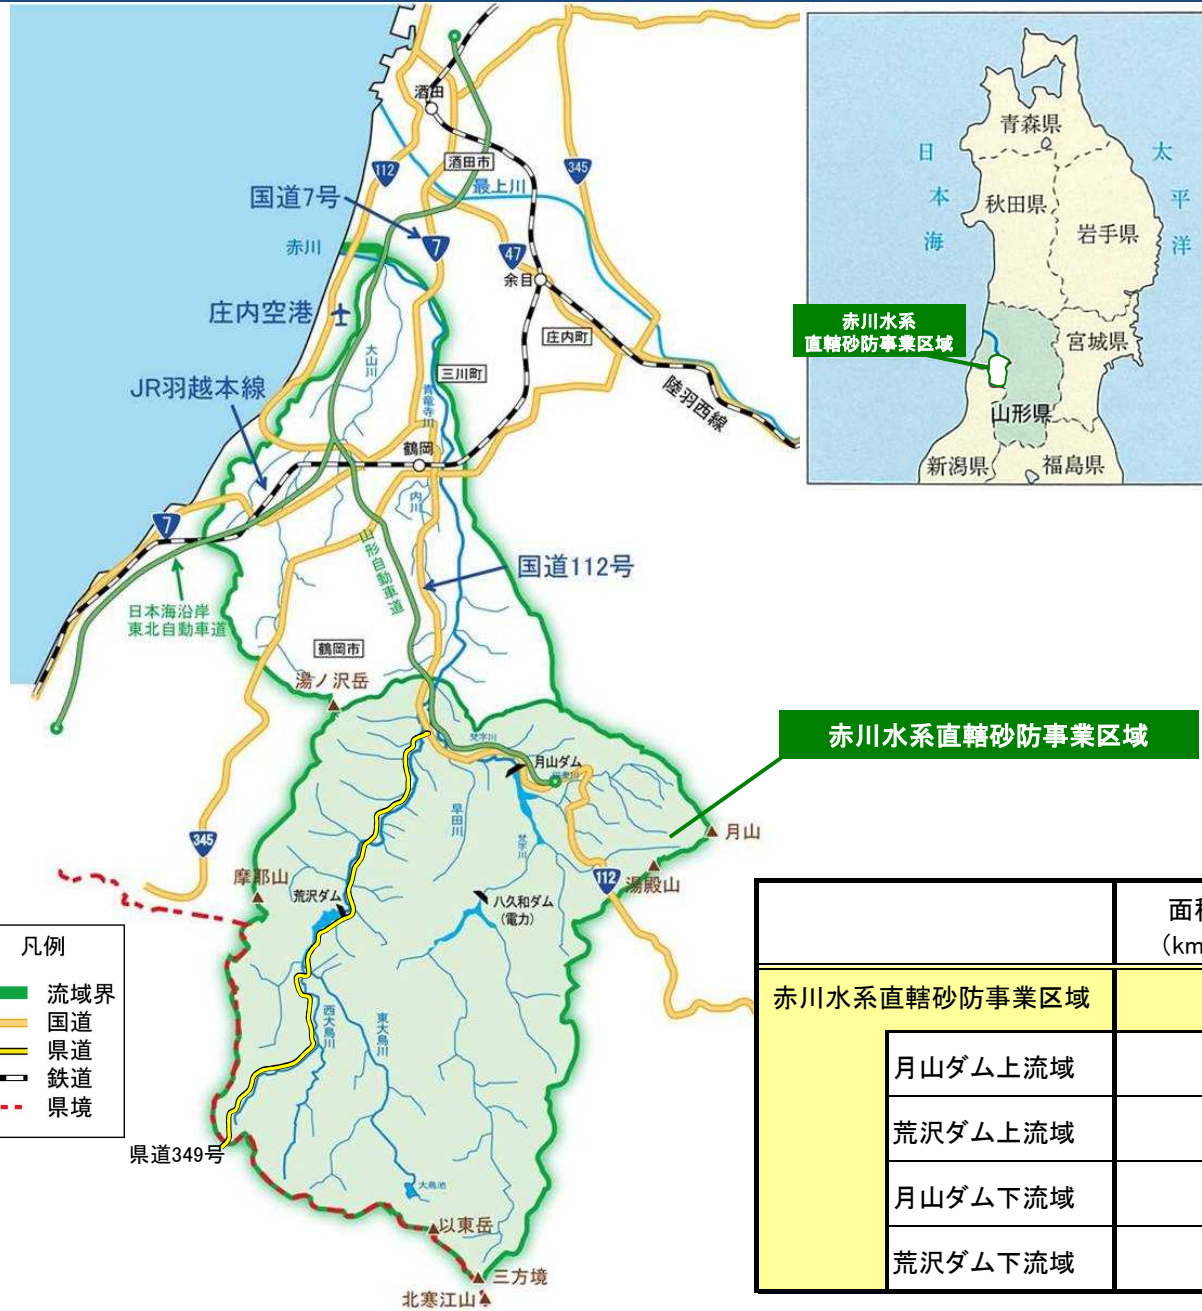 酒田
112
酒田市
345
最上川
国道7号
赤川
7
47
余目
庄内空港
庄内町
大山川
三川町
JR羽越本線
青竜寺川
陸羽西線
鶴岡
内川
7
山形自動車道
国道112号
日本海沿岸
東北自動車道
鶴岡市
湯ノ沢岳
梵字川
月山ダム
赤川水系直轄砂防事業区域
早田川
梵字川
月山
345
112
湯殿山
摩耶山
荒沢ダム
八久和ダム
(電力)
西大鳥川
東大鳥川
県道349号
大鳥池
以東岳
三方境
北寒江山
凡例
流域界
国道
県道
鉄道
県境
青森県
日本海
太平洋
秋田県
岩手県
赤川水系
直轄砂防事業区域
宮城県
山形県
新潟県
福島県
面
(km
赤川水系直轄砂防事業区域
月山ダム上流域
荒沢ダム上流域
月山ダム下流域
荒沢ダム下流域